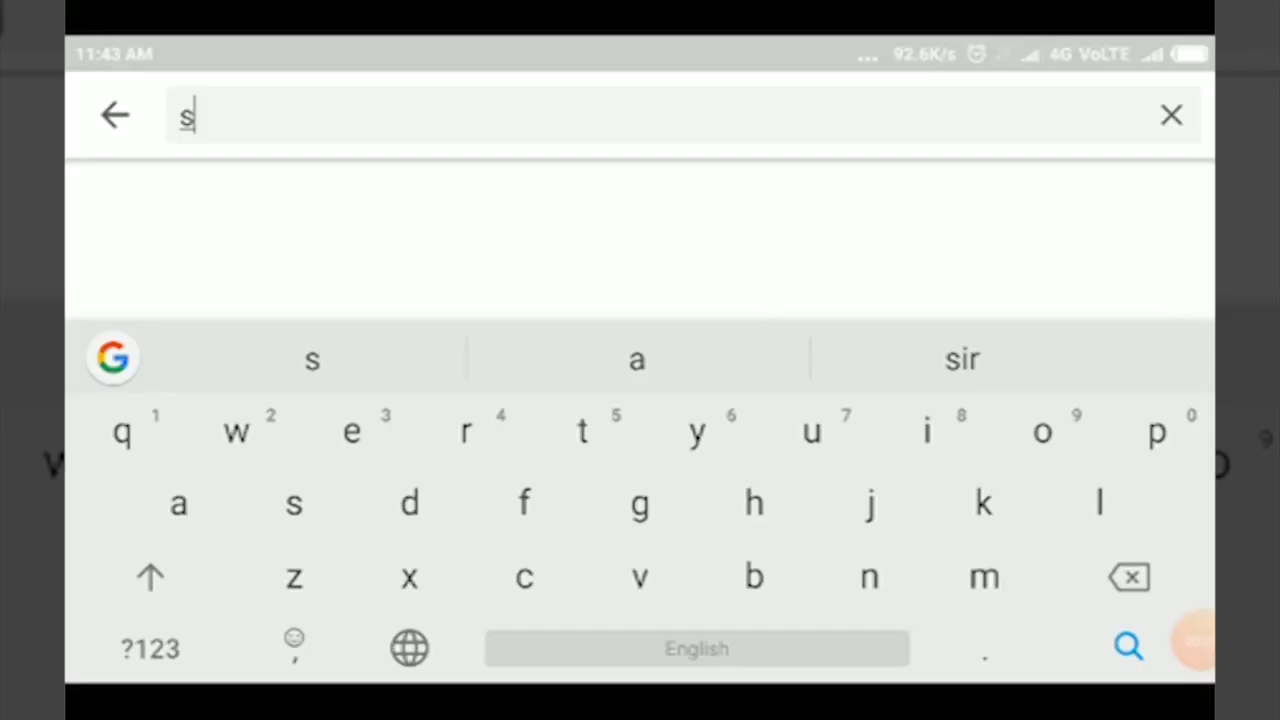 11:43 AM ... 92.6K/s 4G VoLTE
s
G s a sir
q 1 w 2 e 3 r 4 t 5 y 6 u 7 i 8 o 9 p 0
a s d f g h j k l
z x c v b n m
?123 , English .